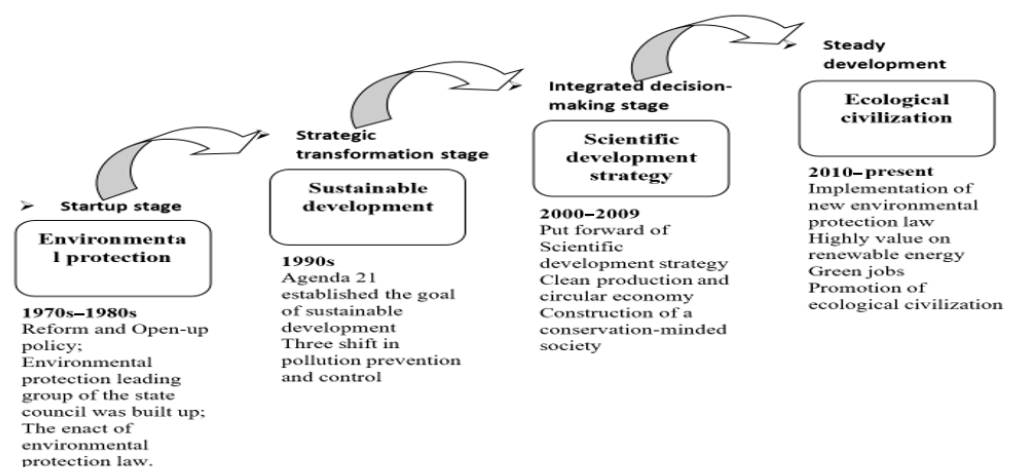 Startup stage
Environmenta
l protection
1970s–1980s
Reform and Open-up
policy;
Environmental
protection leading
group of the state
council was built up;
The enact of
environmental
protection law.
Strategic
transformation stage
Sustainable
development
1990s
Agenda 21
established the goal
of sustainable
development
Three shift in
pollution prevention
and control
Integrated decision-
making stage
Scientific
development
strategy
2000–2009
Put forward of
Scientific
development strategy
Clean production and
circular economy
Construction of a
conservation-minded
society
Steady
development
Ecological
civilization
2010–present
Implementation of
new environmental
protection law
Highly value on
renewable energy
Green jobs
Promotion of
ecological civilization